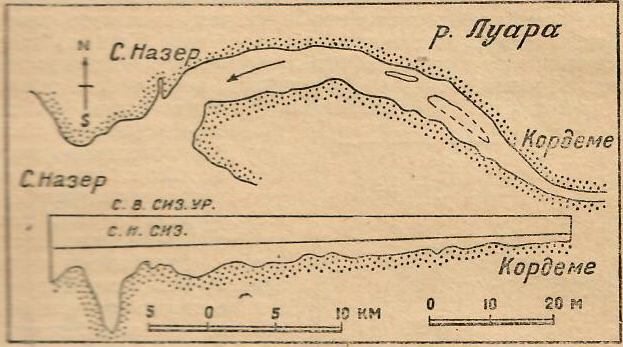 р. Луара
N
С. Назер
S
Кордеме
С. Назер
С. В. СИЗ. УР.
С. Н. СИЗ.
Кордеме
5 0 5 10 КМ
0 10 20 М